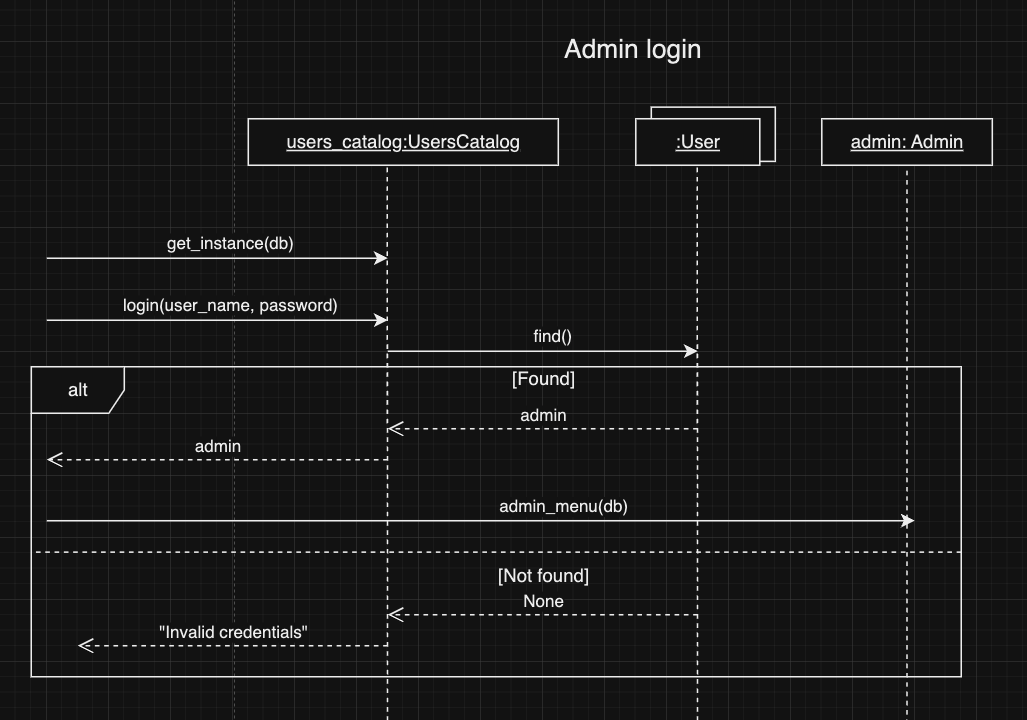 Admin login
users_catalog:UsersCatalog
:User
admin: Admin
get_instance(db)
login(user_name, password)
find()
alt
[Found]
admin
admin
admin_menu(db)
[Not found]
None
"Invalid credentials"